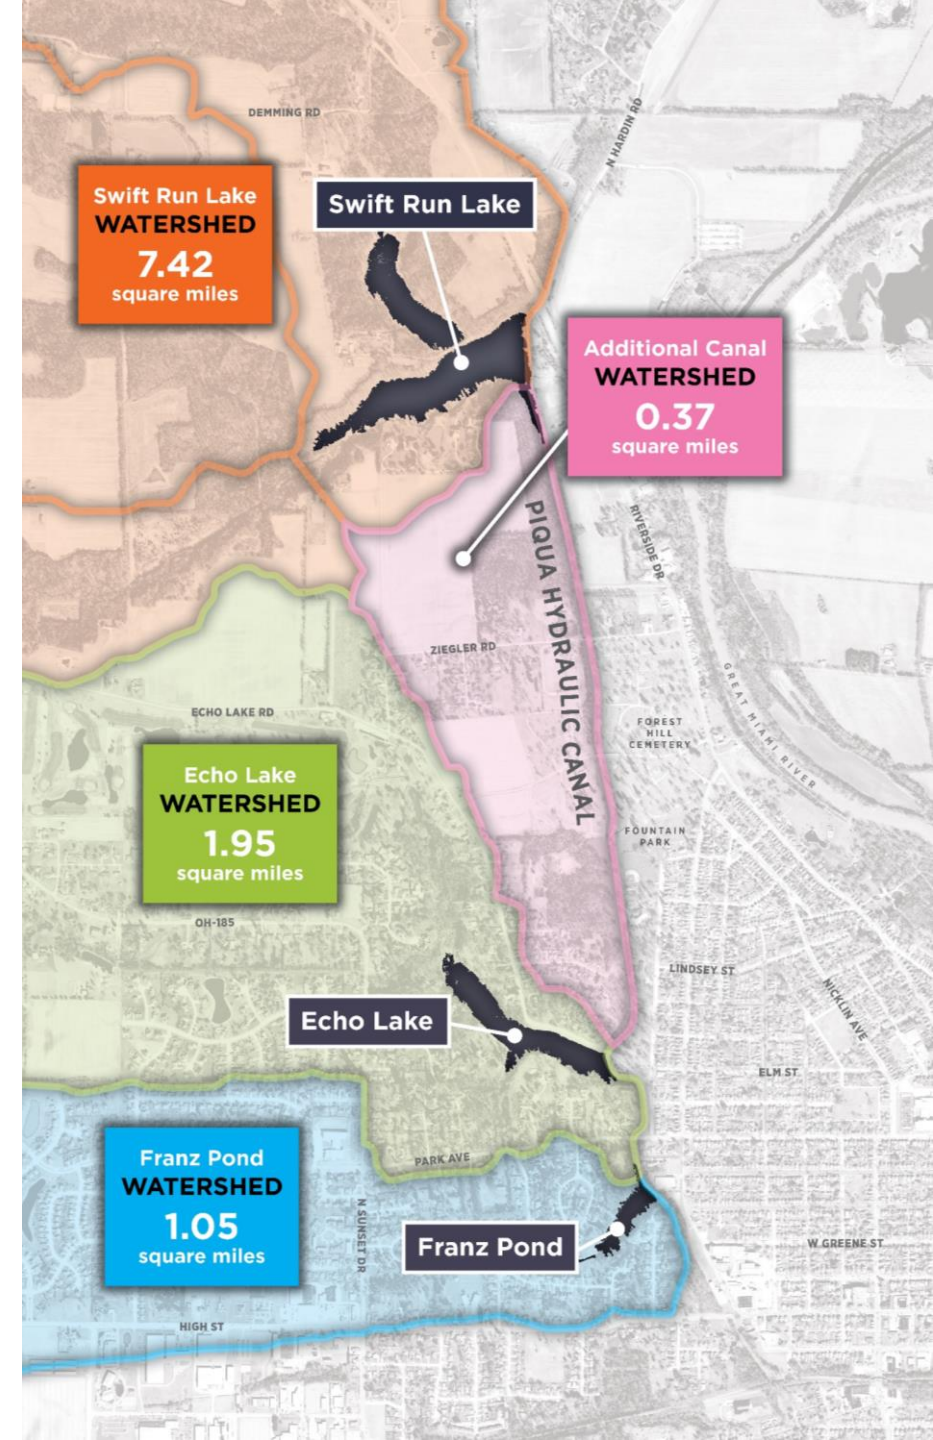 DEMMING RD
N HARDIN RD
Swift Run Lake
WATERSHED
7.42
square miles
Swift Run Lake
Additional Canal
WATERSHED
0.37
square miles
PIQUA HYDRAULIC CANAL
RIVERSIDE DR
ZIEGLER RD
GREAT MIAMI RIVER
ECHO LAKE RD
FOREST
HILL
CEMETERY
Echo Lake
WATERSHED
1.95
square miles
FOUNTAIN
PARK
OH-185
LINDSEY ST
NICKLIN AVE
Echo Lake
ELM ST
Franz Pond
WATERSHED
1.05
square miles
PARK AVE
N SUNSET DR
Franz Pond
W GREENE ST
HIGH ST